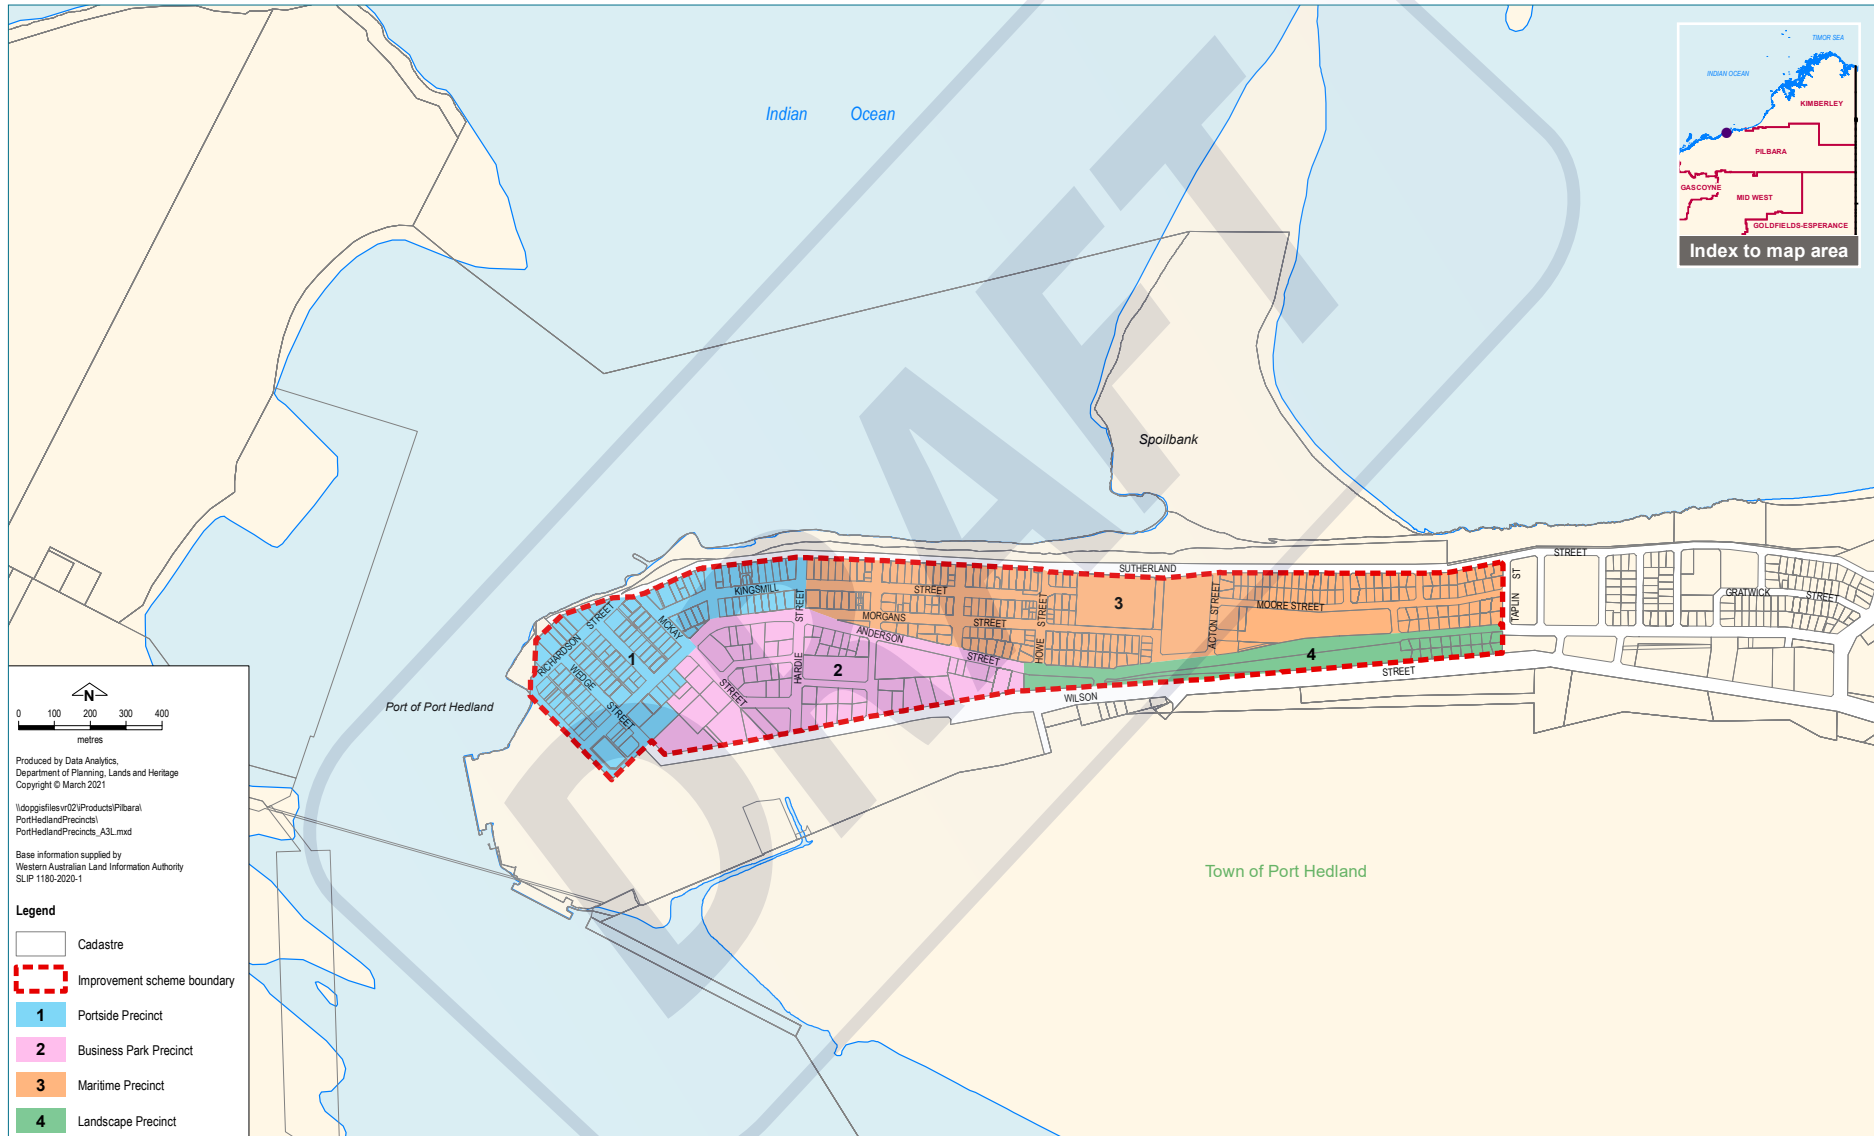 Indian Ocean
TIMOR SEA
INDIAN OCEAN
KIMBERLEY
PILBARA
GASCOYNE
MID WEST
GOLDFIELDS-ESPERANCE
Index to map area
DRAFT
Spoilbank
SUTHERLAND
STREET
KINGSMILL
STREET
STREET
MORGANS
STREET
ANDERSON
STREET
HOWE STREET
3
ACTON STREET
MOORE STREET
TAPLIN ST
GRATWICK
STREET
RICHARDSON
STREET
MCKAY
1
WEDGE
STREET
STREET
HARDIE
2
4
WILSON
STREET
Port of Port Hedland
Town of Port Hedland
N
0 100 200 300 400
metres
Produced by Data Analytics,
Department of Planning, Lands and Heritage
Copyright © March 2021
\\dopgisfilesvr02\iProducts\Pilbara\
PortHedlandPrecincts\
PortHedlandPrecincts_A3L.mxd
Base information supplied by
Western Australian Land Information Authority
SLIP 1180-2020-1
Legend
Cadastre
Improvement scheme boundary
1 Portside Precinct
2 Business Park Precinct
3 Maritime Precinct
4 Landscape Precinct